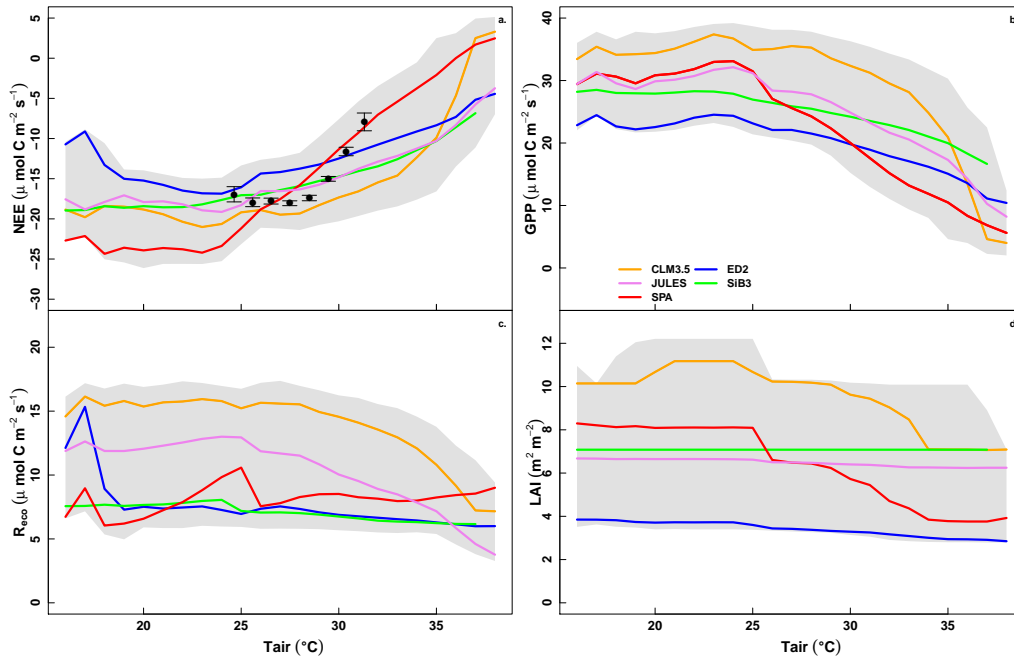 a.
5
0
−5
−10
−15
−20
−25
−30
NEE (μ mol C m⁻² s⁻¹)
b
40
30
20
10
0
GPP (μ mol C m⁻² s⁻¹)
CLM3.5
JULES
SPA
ED2
SiB3
c.
20
15
10
5
0
R_eco (μ mol C m⁻² s⁻¹)
20 25 30 35
Tair (°C)
d
12
10
8
6
4
2
0
LAI (m² m⁻²)
20 25 30 35
Tair (°C)